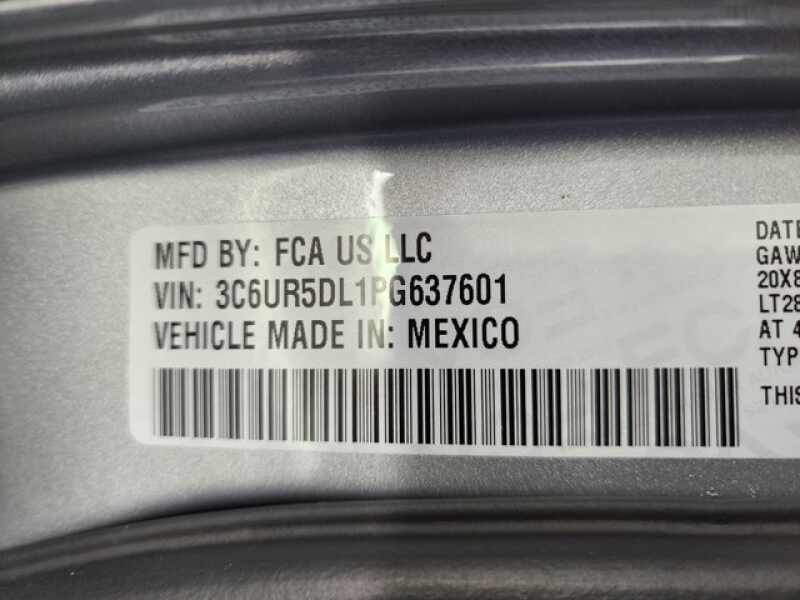 MFD BY: FCA US LLC
VIN: 3C6UR5DL1PG637601
VEHICLE MADE IN: MEXICO
DATE
GAW
20X8
LT28
AT 4
TYP
THIS